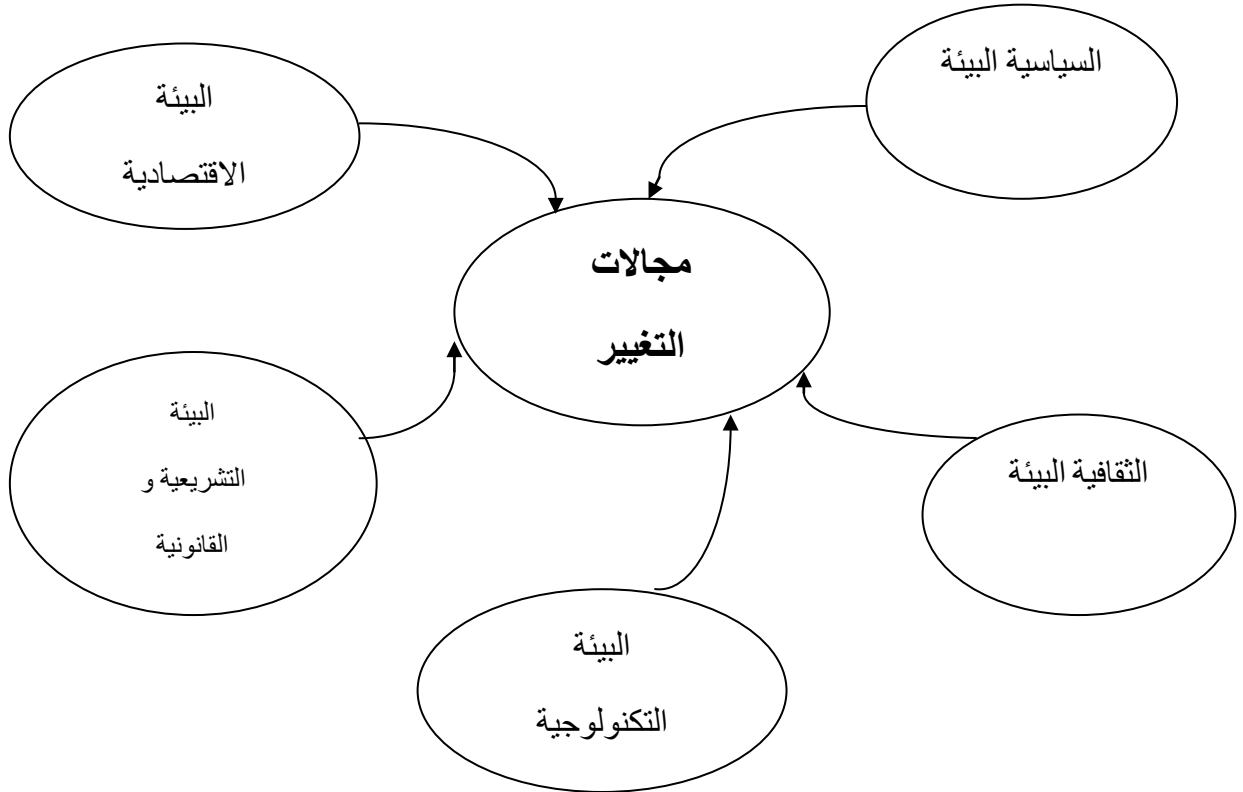 السياسية البيئة
البيئة
الاقتصادية
مجالات
التغيير
البيئة
التشريعية و
القانونية
الثقافية البيئة
البيئة
التكنولوجية